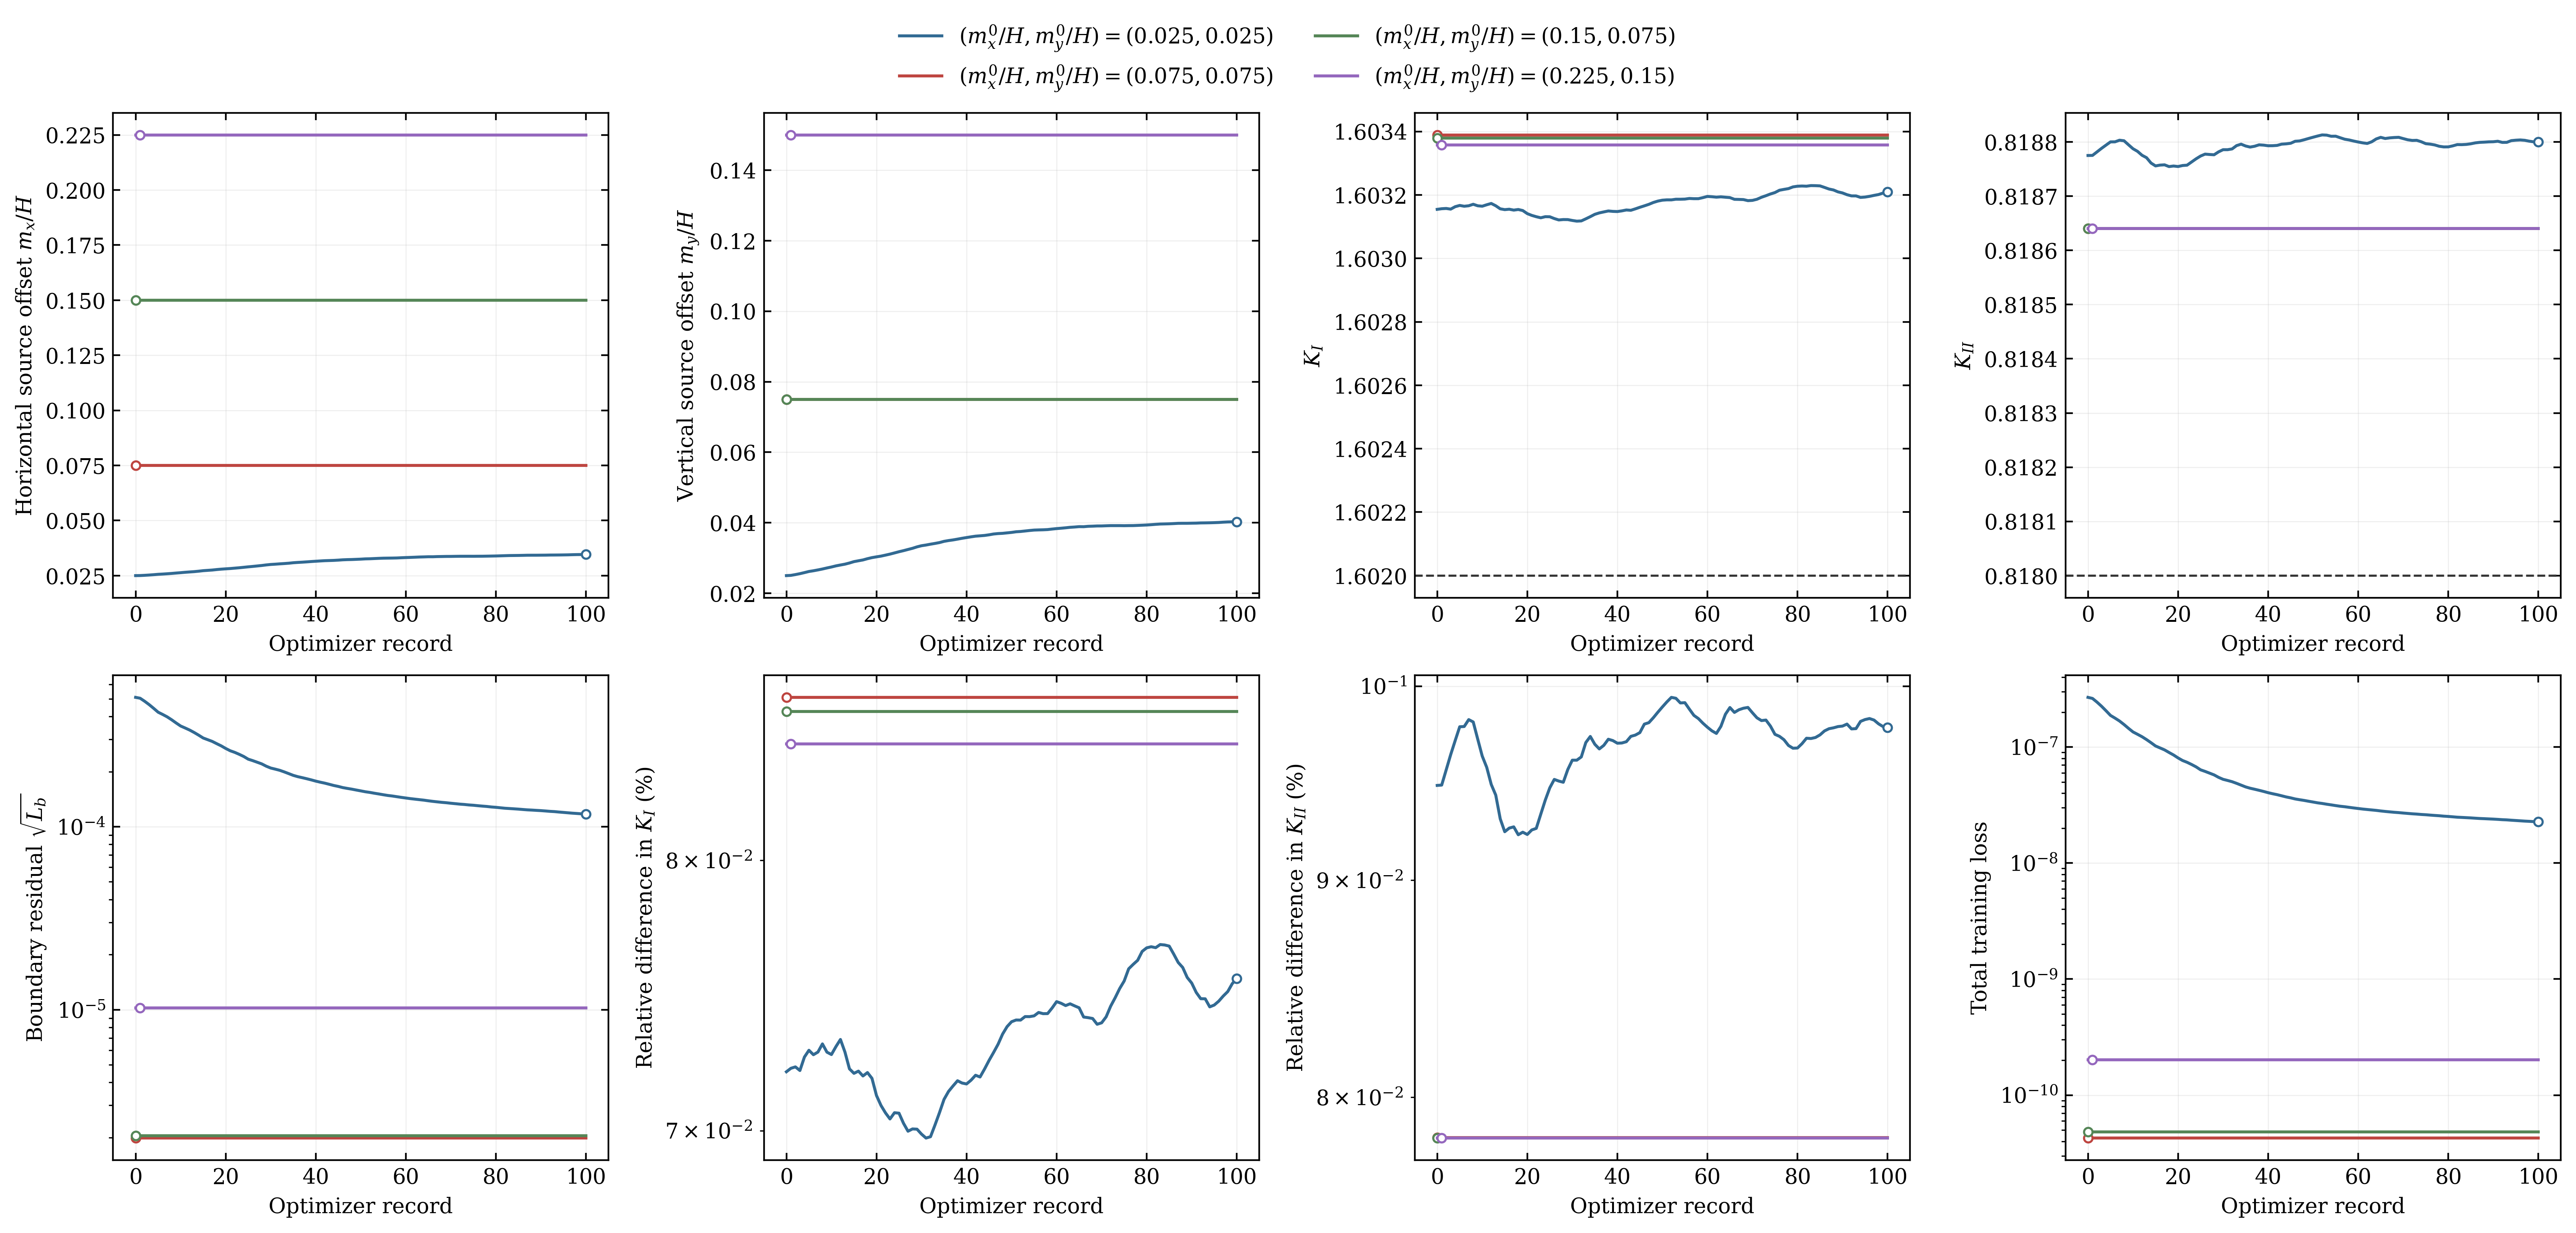 (m_x^0/H, m_y^0/H) = (0.025, 0.025)
(m_x^0/H, m_y^0/H) = (0.075, 0.075)
(m_x^0/H, m_y^0/H) = (0.15, 0.075)
(m_x^0/H, m_y^0/H) = (0.225, 0.15)
Horizontal source offset m_x/H
0.225
0.200
0.175
0.150
0.125
0.100
0.075
0.050
0.025
0 20 40 60 80 100
Optimizer record
Vertical source offset m_y/H
0.14
0.12
0.10
0.08
0.06
0.04
0.02
0 20 40 60 80 100
Optimizer record
K_I
1.6034
1.6032
1.6030
1.6028
1.6026
1.6024
1.6022
1.6020
0 20 40 60 80 100
Optimizer record
K_{II}
0.8188
0.8187
0.8186
0.8185
0.8184
0.8183
0.8182
0.8181
0.8180
0 20 40 60 80 100
Optimizer record
Boundary residual √L_b
10^{-4}
10^{-5}
0 20 40 60 80 100
Optimizer record
Relative difference in K_I (%)
8 × 10^{-2}
7 × 10^{-2}
0 20 40 60 80 100
Optimizer record
Relative difference in K_{II} (%)
10^{-1}
9 × 10^{-2}
8 × 10^{-2}
0 20 40 60 80 100
Optimizer record
Total training loss
10^{-7}
10^{-8}
10^{-9}
10^{-10}
0 20 40 60 80 100
Optimizer record